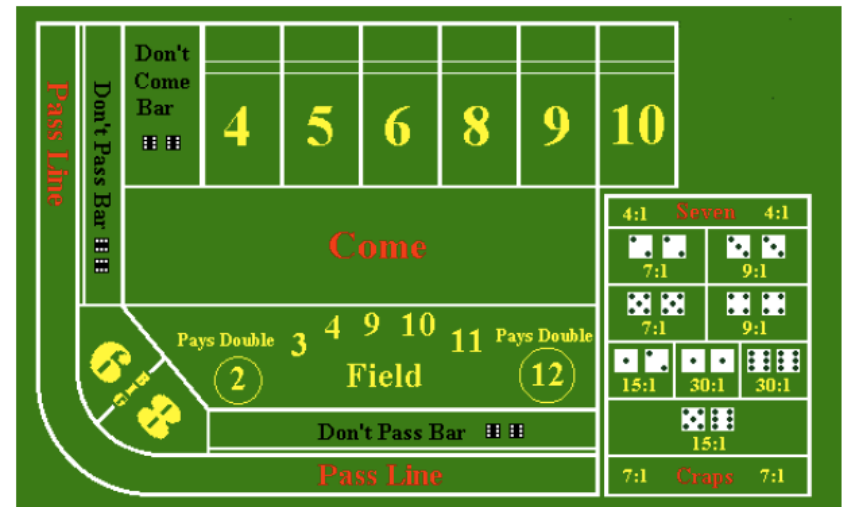 Pass Line
Don't Pass Bar
Don't
Come
Bar
4 5 6 8 9 10
Come
4:1 Seven 4:1
7:1 9:1
7:1 9:1
15:1 30:1 30:1
15:1
7:1 Craps 7:1
Pays Double 3 4 9 10 11 Pays Double
2 Field 12
6 BIG 8
Don't Pass Bar
Pass Line